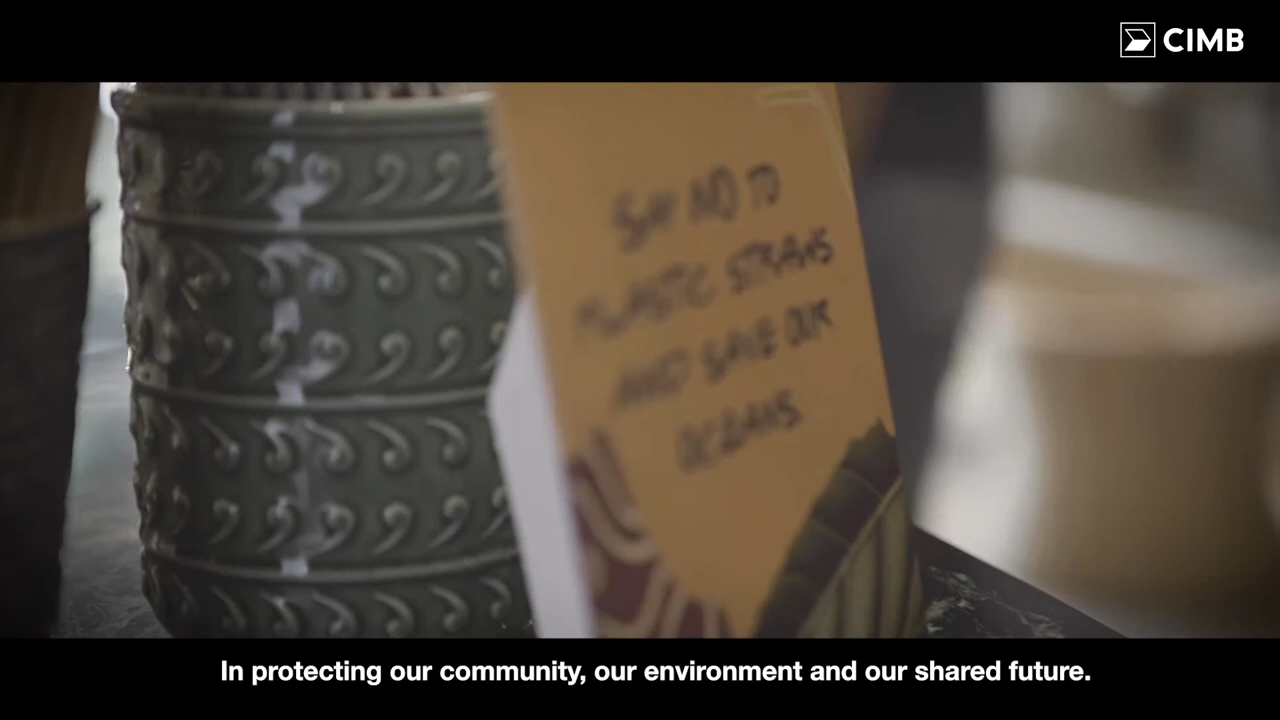 CIMB
SAY NO TO
PLASTIC STRAWS
AND SAVE OUR
OCEANS.
In protecting our community, our environment and our shared future.